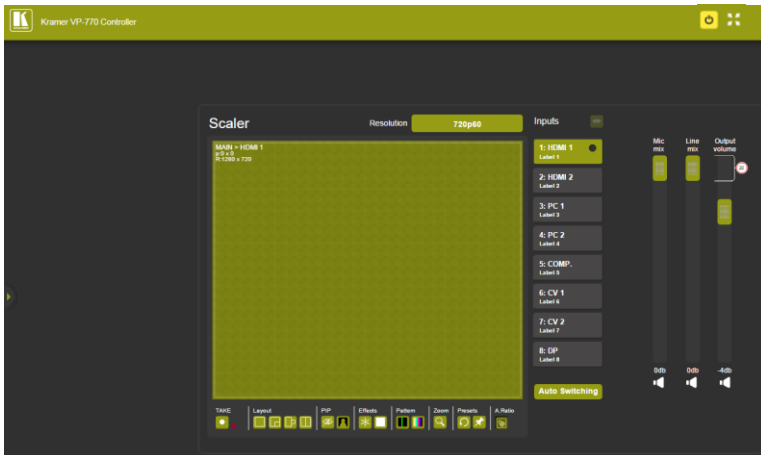 Kramer VP-770 Controller
Scaler
Resolution
720p60
Inputs
MAIN > HDMI 1
p:0 x 0
R:1280 x 720
1: HDMI 1
Label 1
2: HDMI 2
Label 2
3: PC 1
Label 3
4: PC 2
Label 4
5: COMP.
Label 5
6: CV 1
Label 6
7: CV 2
Label 7
8: DP
Label 8
Auto Switching
Mic mix
Line mix
Output volume
0db
0db
-4db
TAKE
Layout
PIP
Effects
Pattern
Zoom
Presets
A.Ratio